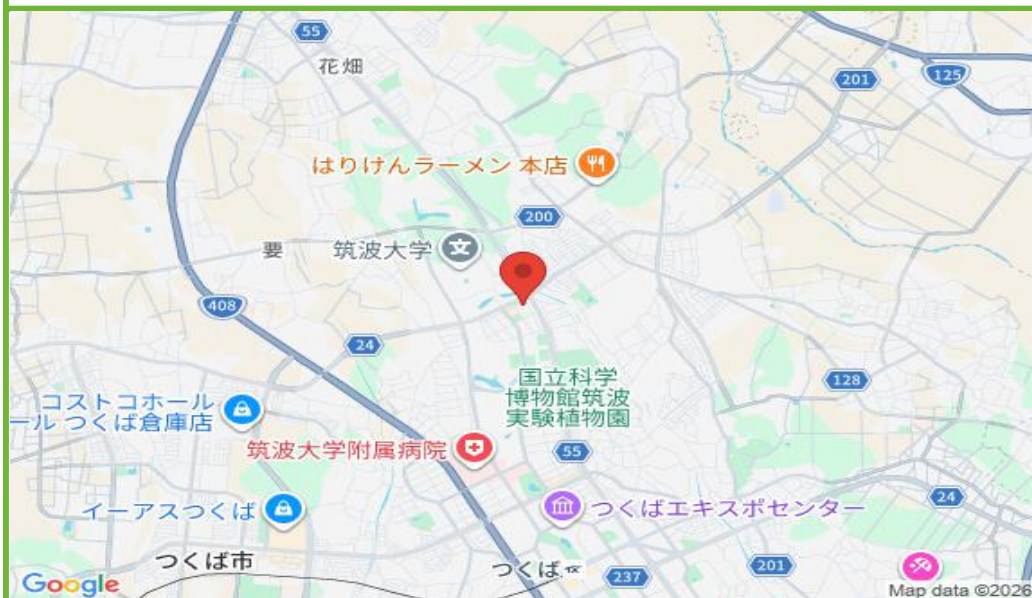 55
花畑
201
125
はりけんラーメン 本店
200
要
筑波大学
文
408
24
国立科学
博物館筑波
実験植物園
128
コストコホール
ール つくば倉庫店
筑波大学附属病院
55
イーアスつくば
つくばエキスポセンター
24
つくば市
つくば
237
201
Google
Map data ©2026